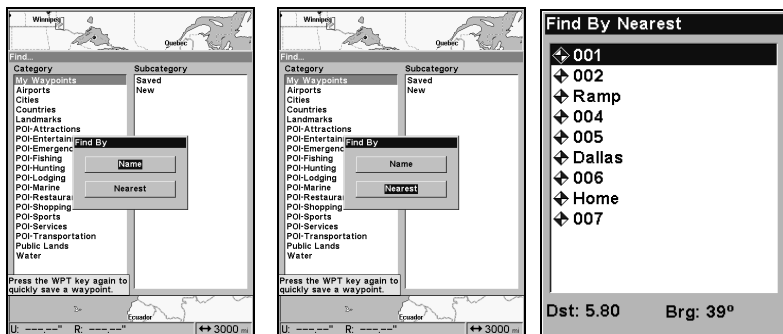 Winnipeg
Quebec
Find...
Category Subcategory
My Waypoints Saved
Airports New
Cities
Countries
Landmarks
POI-Attractions
POI-Entertain
POI-Emergenc
POI-Fishing
POI-Hunting
POI-Lodging
POI-Marine
POI-Restaura
POI-Shopping
POI-Sports
POI-Services
POI-Transportation
Public Lands
Water
Find By
Name
Nearest
Press the WPT key again to
quickly save a waypoint.
Ecuador
U: ---.--" R: ---.--" ↔ 3000 mi
Winnipeg
Quebec
Find...
Category Subcategory
My Waypoints Saved
Airports New
Cities
Countries
Landmarks
POI-Attractions
POI-Entertain
POI-Emergenc
POI-Fishing
POI-Hunting
POI-Lodging
POI-Marine
POI-Restaura
POI-Shopping
POI-Sports
POI-Services
POI-Transportation
Public Lands
Water
Find By
Name
Nearest
Press the WPT key again to
quickly save a waypoint.
Ecuador
U: ---.--" R: ---.--" ↔ 3000 mi
Find By Nearest
001
002
Ramp
004
005
Dallas
006
Home
007
Dst: 5.80 Brg: 39º